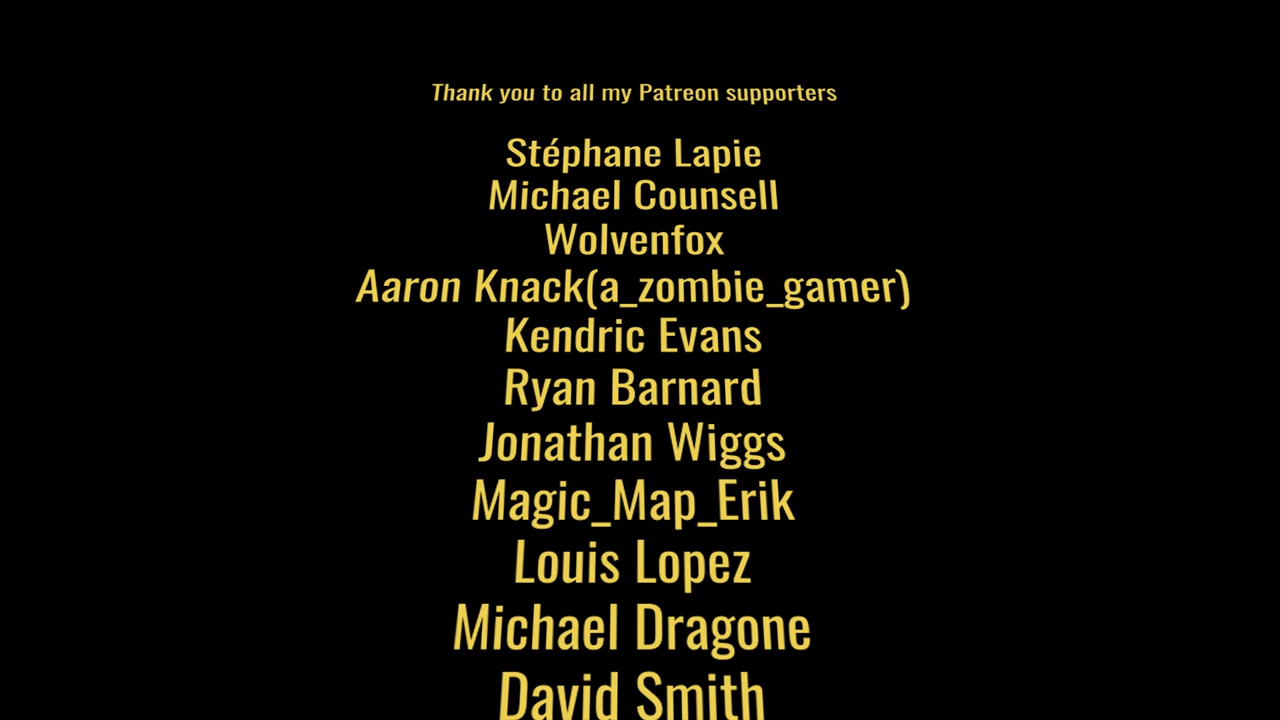 Thank you to all my Patreon supporters
Stéphane Lapie
Michael Counsell
Wolvenfox
Aaron Knack(a_zombie_gamer)
Kendric Evans
Ryan Barnard
Jonathan Wiggs
Magic_Map_Erik
Louis Lopez
Michael Dragone
David Smith